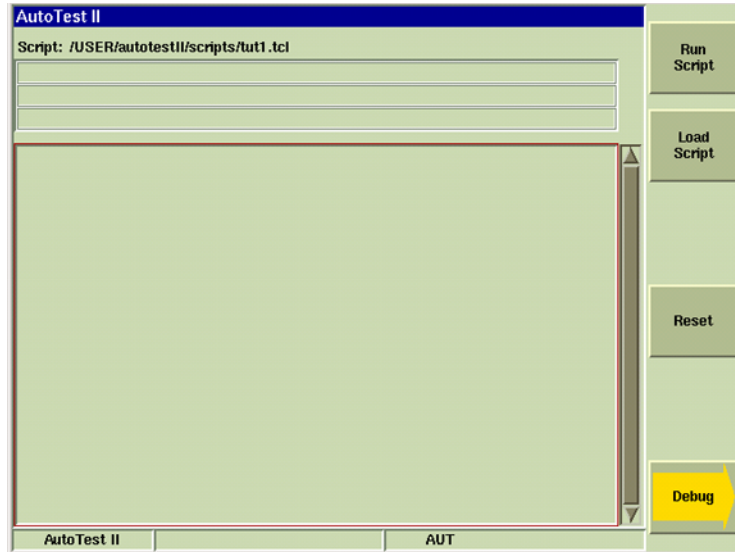 AutoTest II
Script: /USER/autotestII/scripts/tut1.tcl
Run
Script
Load
Script
Reset
Debug
AutoTest II
AUT